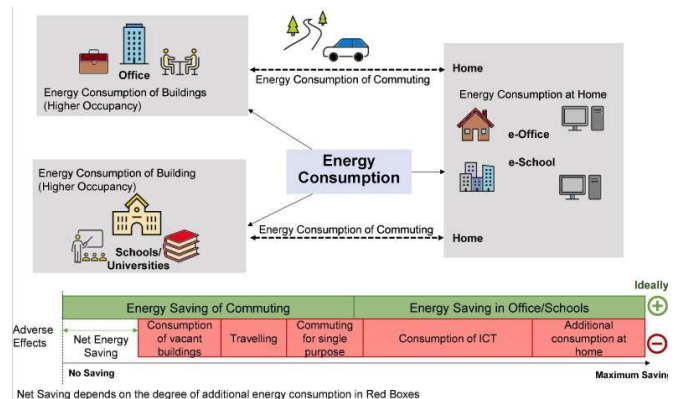 Office
Energy Consumption of Buildings
(Higher Occupancy)
Energy Consumption of Commuting
Home
Energy Consumption at Home
e-Office
e-School
Energy
Consumption
Energy Consumption of Building
(Higher Occupancy)
Schools/
Universities
Energy Consumption of Commuting
Home
Ideally
Energy Saving of Commuting
Energy Saving in Office/Schools
Adverse
Effects
Net Energy
Saving
Consumption
of vacant
buildings
Travelling
Commuting
for single
purpose
Consumption of ICT
Additional
consumption at
home
No Saving
Maximum Saving
Net Saving depends on the degree of additional energy consumption in Red Boxes